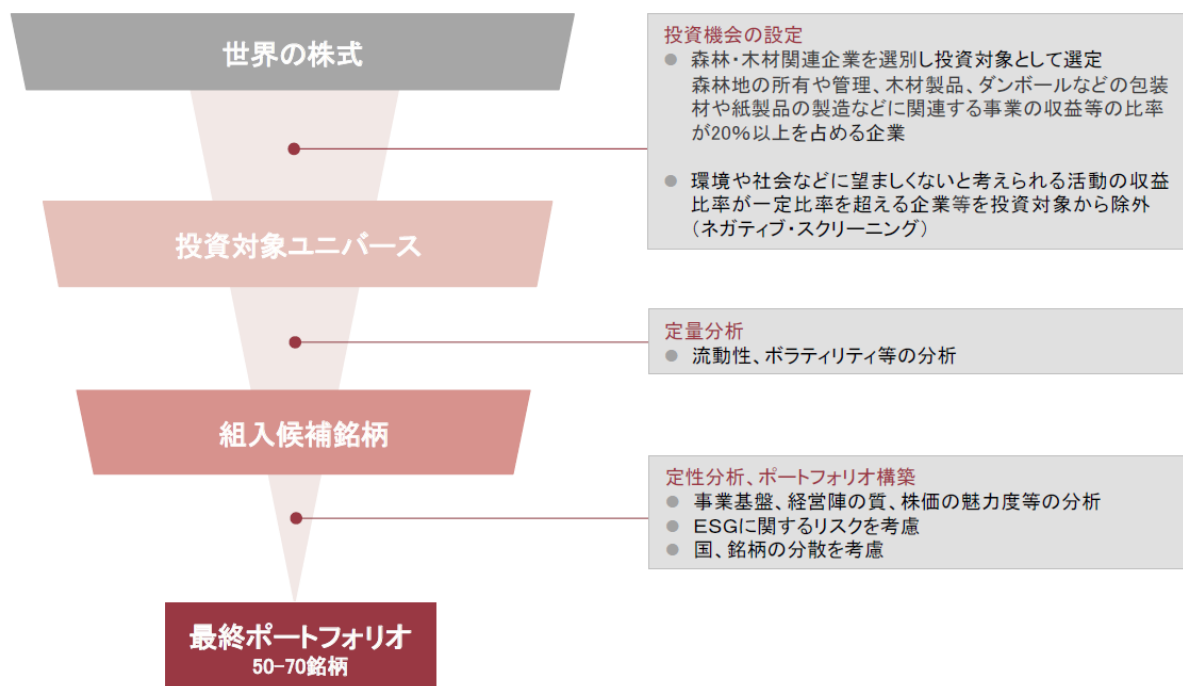 世界の株式
投資機会の設定
● 森林・木材関連企業を選別し投資対象として選定
森林地の所有や管理、木材製品、ダンボールなどの包装
材や紙製品の製造などに関連する事業の収益等の比率
が20%以上を占める企業
● 環境や社会などに望ましくないと考えられる活動の収益
比率が一定比率を超える企業等を投資対象から除外
（ネガティブ・スクリーニング）
投資対象ユニバース
定量分析
● 流動性、ボラティリティ等の分析
組入候補銘柄
定性分析、ポートフォリオ構築
● 事業基盤、経営陣の質、株価の魅力度等の分析
● ESGに関するリスクを考慮
● 国、銘柄の分散を考慮
最終ポートフォリオ
50-70銘柄